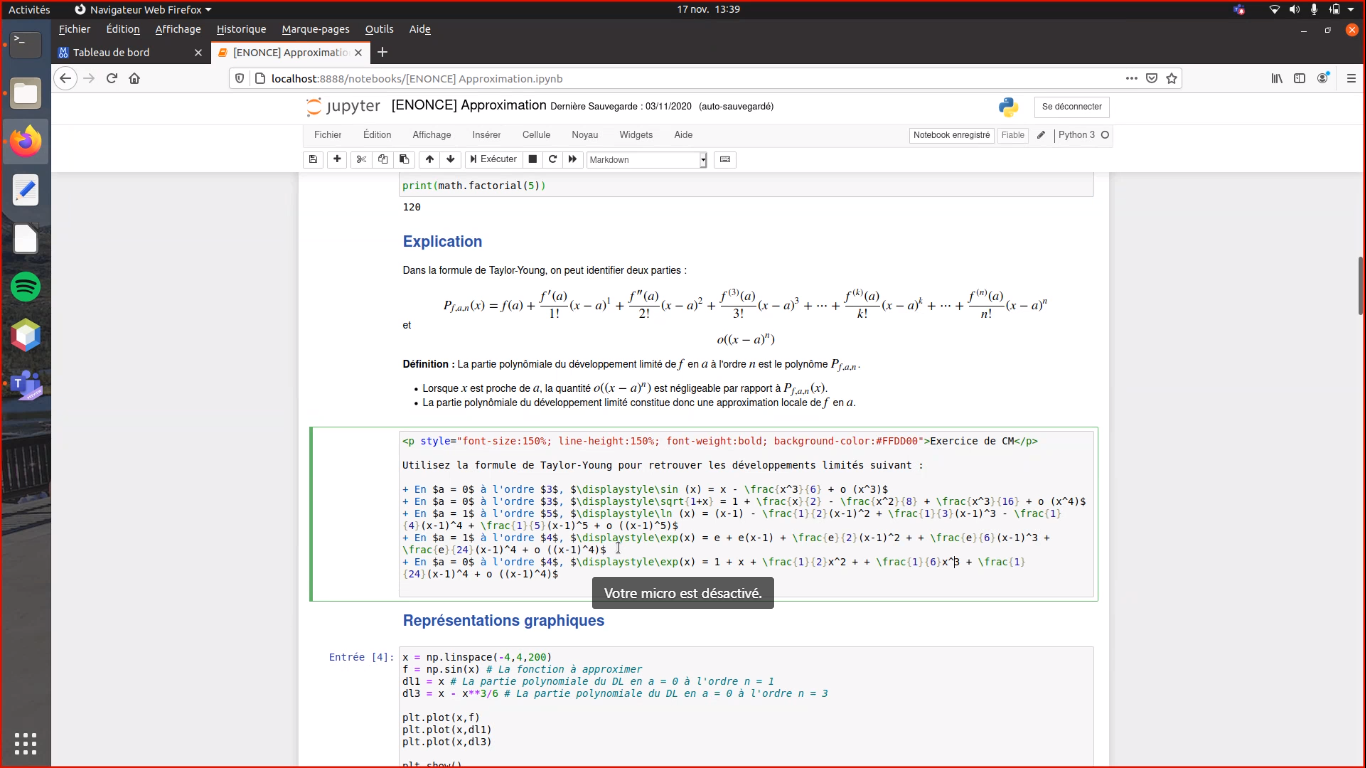 Activités
Navigateur Web Firefox
17 nov. 13:39
Fichier Édition Affichage Historique Marque-pages Outils Aide
Tableau de bord
[ENONCE] Approximation
localhost:8888/notebooks/[ENONCE] Approximation.ipynb
jupyter [ENONCE] Approximation Dernière Sauvegarde : 03/11/2020 (auto-sauvegardé)
Se déconnecter
Fichier Édition Affichage Insérer Cellule Noyau Widgets Aide
Notebook enregistré Fiable Python 3
Exécuter Markdown
print(math.factorial(5))
120
Explication
Dans la formule de Taylor-Young, on peut identifier deux parties :
P_{f,a,n}(x) = f(a) + \frac{f'(a)}{1!}(x − a)^1 + \frac{f''(a)}{2!}(x − a)^2 + \frac{f^{(3)}(a)}{3!}(x − a)^3 + ⋯ + \frac{f^{(k)}(a)}{k!}(x − a)^k + ⋯ + \frac{f^{(n)}(a)}{n!}(x − a)^n
et
o((x − a)^n)
Définition : La partie polynômiale du développement limité de f en a à l'ordre n est le polynôme P_{f,a,n}.
• Lorsque x est proche de a, la quantité o((x − a)^n) est négligeable par rapport à P_{f,a,n}(x).
• La partie polynômiale du développement limité constitue donc une approximation locale de f en a.
<p style="font-size:150%; line-height:150%; font-weight:bold; background-color:#FFDD00">Exercice de CM</p>
Utilisez la formule de Taylor-Young pour retrouver les développements limités suivant :
+ En $a = 0$ à l'ordre $3$, $\displaystyle\sin (x) = x - \frac{x^3}{6} + o (x^3)$
+ En $a = 0$ à l'ordre $3$, $\displaystyle\sqrt{1+x} = 1 + \frac{x}{2} - \frac{x^2}{8} + \frac{x^3}{16} + o (x^4)$
+ En $a = 1$ à l'ordre $5$, $\displaystyle\ln (x) = (x-1) - \frac{1}{2}(x-1)^2 + \frac{1}{3}(x-1)^3 - \frac{1}
{4}(x-1)^4 + \frac{1}{5}(x-1)^5 + o ((x-1)^5)$
+ En $a = 1$ à l'ordre $4$, $\displaystyle\exp(x) = e + e(x-1) + \frac{e}{2}(x-1)^2 + + \frac{e}{6}(x-1)^3 +
\frac{e}{24}(x-1)^4 + o ((x-1)^4)$
+ En $a = 0$ à l'ordre $4$, $\displaystyle\exp(x) = 1 + x + \frac{1}{2}x^2 + + \frac{1}{6}x^3 + \frac{1}
{24}(x-1)^4 + o ((x-1)^4)$
Votre micro est désactivé.
Représentations graphiques
Entrée [4]:
x = np.linspace(-4,4,200)
f = np.sin(x) # La fonction à approximer
dl1 = x # La partie polynomiale du DL en a = 0 à l'ordre n = 1
dl3 = x - x**3/6 # La partie polynomiale du DL en a = 0 à l'ordre n = 3
plt.plot(x,f)
plt.plot(x,dl1)
plt.plot(x,dl3)
plt.show()